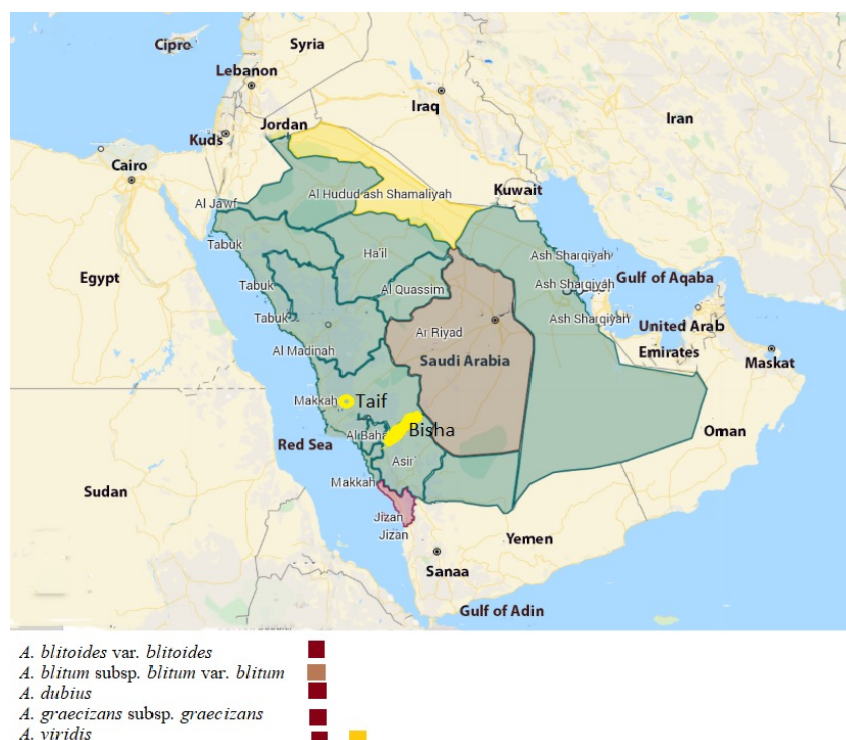 Cipro
Syria
Lebanon
Iraq
Iran
Jordan
Kuds
Cairo
Al Jawf
Al Hudud ash Shamaliyah
Kuwait
Tabuk
Ha'il
Ash Sharqiyah
Egypt
Tabuk
Al Quassim
Ash Sharqiyah
Gulf of Aqaba
Tabuk
Ar Riyad
Ash Sharqiyah
United Arab
Emirates
Al Madinah
Saudi Arabia
Maskat
Makkah
Taif
Red Sea
Al Baha
Bisha
Oman
Asir
Sudan
Makkah
Jizan
Jizan
Yemen
Sanaa
Gulf of Adin
A. blitoides var. blitoides
A. blitum subsp. blitum var. blitum
A. dubius
A. graecizans subsp. graecizans
A. viridis